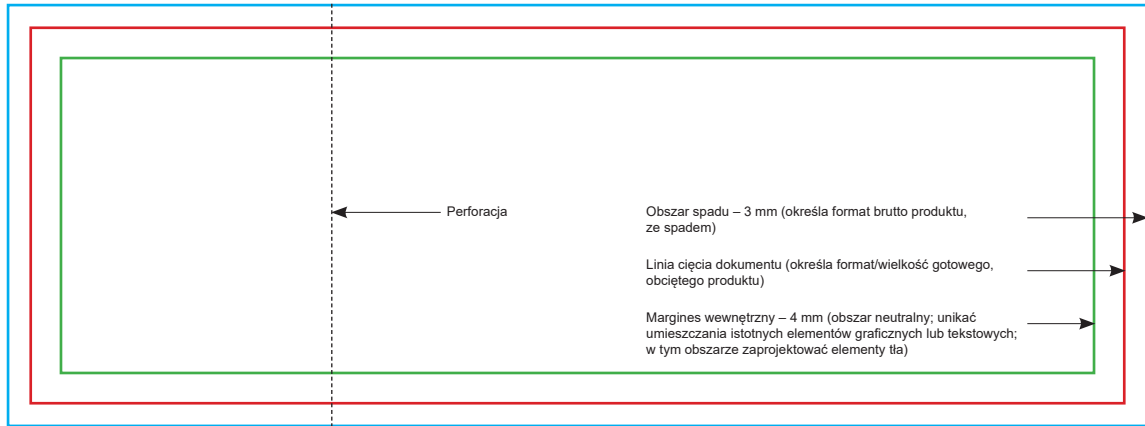 Perforacja
Obszar spadu – 3 mm (określa format brutto produktu,
ze spadem)
Linia cięcia dokumentu (określa format/wielkość gotowego,
obciętego produktu)
Margines wewnętrzny – 4 mm (obszar neutralny; unikać
umieszczania istotnych elementów graficznych lub tekstowych;
w tym obszarze zaprojektować elementy tła)